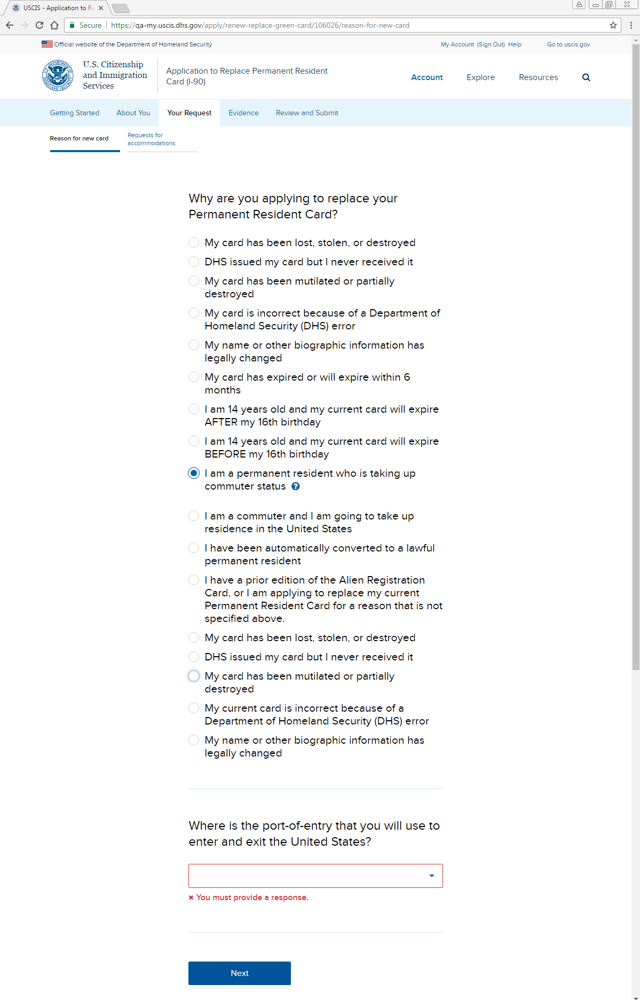 USCIS - Application to Re
Secure
https://qa-my.uscis.dhs.gov/apply/renew-replace-green-card/106026/reason-for-new-card
Official website of the Department of Homeland Security
My Account (Sign Out) Help Go to uscis.gov
U.S. Citizenship
and Immigration
Services
Application to Replace Permanent Resident
Card (I-90)
Account Explore Resources
Getting Started About You Your Request Evidence Review and Submit
Reason for new card
Requests for
accommodations
Why are you applying to replace your
Permanent Resident Card?
My card has been lost, stolen, or destroyed
DHS issued my card but I never received it
My card has been mutilated or partially
destroyed
My card is incorrect because of a Department of
Homeland Security (DHS) error
My name or other biographic information has
legally changed
My card has expired or will expire within 6
months
I am 14 years old and my current card will expire
AFTER my 16th birthday
I am 14 years old and my current card will expire
BEFORE my 16th birthday
I am a permanent resident who is taking up
commuter status ?
I am a commuter and I am going to take up
residence in the United States
I have been automatically converted to a lawful
permanent resident
I have a prior edition of the Alien Registration
Card, or I am applying to replace my current
Permanent Resident Card for a reason that is not
specified above.
My card has been lost, stolen, or destroyed
DHS issued my card but I never received it
My card has been mutilated or partially
destroyed
My current card is incorrect because of a
Department of Homeland Security (DHS) error
My name or other biographic information has
legally changed
Where is the port-of-entry that you will use to
enter and exit the United States?
You must provide a response.
Next